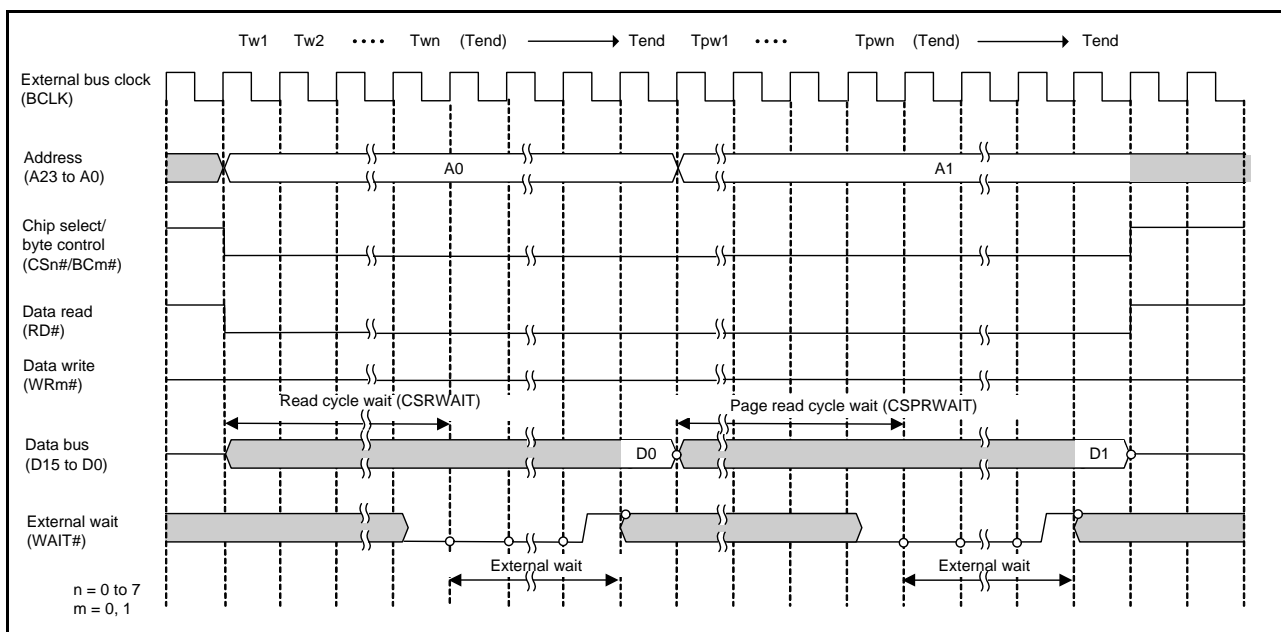 Tw1 Tw2 •••• Twn (Tend) Tend Tpw1 •••• Tpwn (Tend) Tend
External bus clock
(BCLK)
Address
(A23 to A0)
A0 A1
Chip select/
byte control
(CSn#/BCm#)
Data read
(RD#)
Data write
(WRm#)
Read cycle wait (CSRWAIT) Page read cycle wait (CSPRWAIT)
Data bus
(D15 to D0)
D0 D1
External wait
(WAIT#)
External wait External wait
n = 0 to 7
m = 0, 1